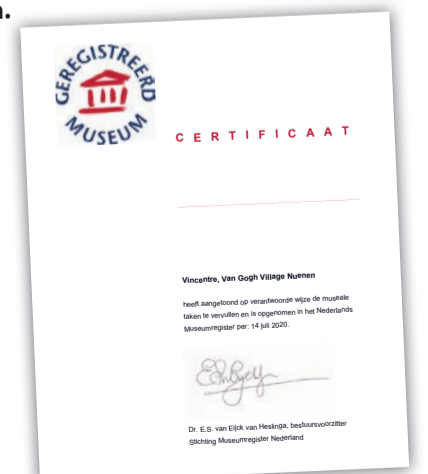 n.
GEREGISTREERD
MUSEUM
CERTIFICAAT
Vincentre, Van Gogh Village Nuenen
heeft aangetoond op verantwoorde wijze de museale
taken te vervullen en is opgenomen in het Nederlands
Museumregister per: 14 juli 2020.
Dr. E.S. van Eijck van Heslinga, bestuursvoorzitter
Stichting Museumregister Nederland